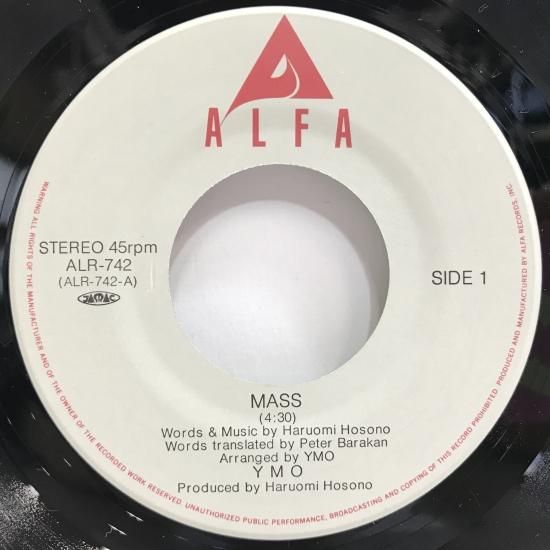 ALFA
STEREO 45rpm
ALR-742
(ALR-742-A)
JASRAC
SIDE 1
MASS
(4:30)
Words & Music by Haruomi Hosono
Words translated by Peter Barakan
Arranged by YMO
YMO
Produced by Haruomi Hosono
WARNING ALL RIGHTS OF THE MANUFACTURER AND OF THE OWNER OF THE RECORDED WORK RESERVED. UNAUTHORIZED PUBLIC PERFORMANCE, BROADCASTING AND COPYING OF THIS RECORD PROHIBITED
PRODUCED AND MANUFACTURED BY ALFA RECORDS, INC.